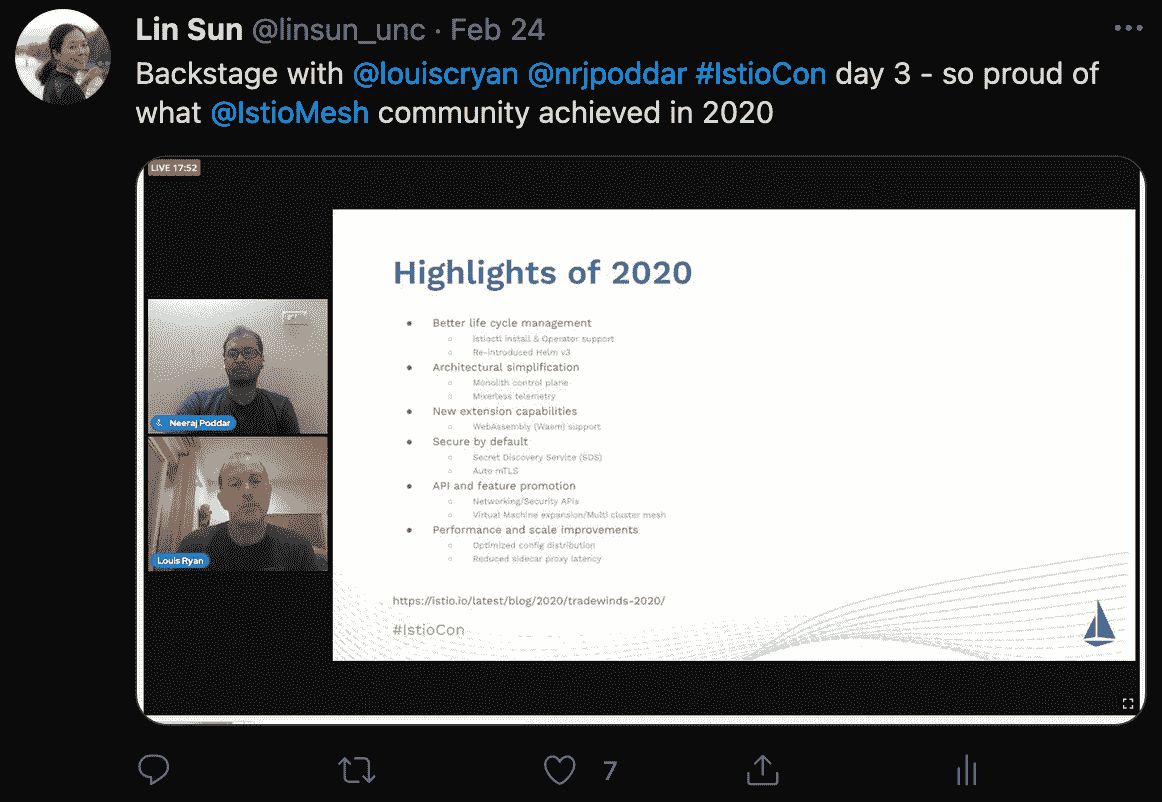 Lin Sun @linsun_unc · Feb 24
Backstage with @louiscryan @nrjpoddar #IstioCon day 3 - so proud of
what @IstioMesh community achieved in 2020
LIVE 17:52
Highlights of 2020
Better life cycle management
Istioctl install & Operator support
Re-introduced Helm v3
Architectural simplification
Monolith control plane
Mixerless telemetry
New extension capabilities
WebAssembly (Wasm) support
Secure by default
Secret Discovery Service (SDS)
Auto mTLS
API and feature promotion
Networking/Security APIs
Virtual Machine expansion/Multi cluster mesh
Performance and scale improvements
Optimized config distribution
Reduced sidecar proxy latency
https://istio.io/latest/blog/2020/tradewinds-2020/
#IstioCon
Neeraj Poddar
Louis Ryan
7